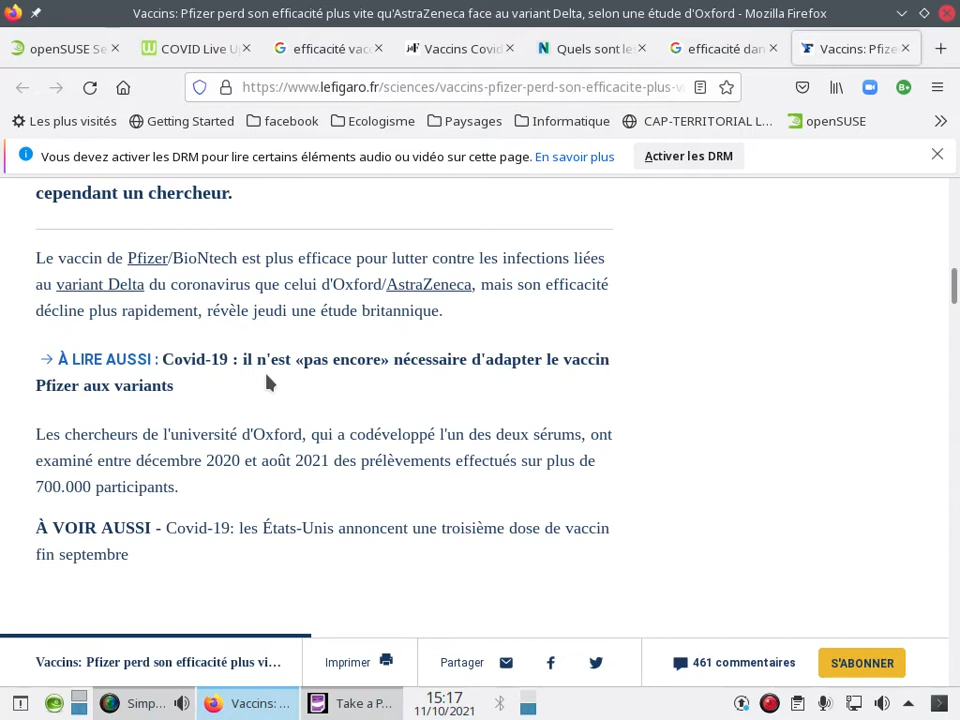 Vaccins: Pfizer perd son efficacité plus vite qu'AstraZeneca face au variant Delta, selon une étude d'Oxford - Mozilla Firefox
openSUSE Se
COVID Live U
efficacité vac
Vaccins Covid
Quels sont le
efficacité dan
Vaccins: Pfize
https://www.lefigaro.fr/sciences/vaccins-pfizer-perd-son-efficacite-plus-v
Les plus visités
Getting Started
facebook
Ecologisme
Paysages
Informatique
CAP-TERRITORIAL L...
openSUSE
Vous devez activer les DRM pour lire certains éléments audio ou vidéo sur cette page. En savoir plus
Activer les DRM
cependant un chercheur.
Le vaccin de Pfizer/BioNtech est plus efficace pour lutter contre les infections liées
au variant Delta du coronavirus que celui d'Oxford/AstraZeneca, mais son efficacité
décline plus rapidement, révèle jeudi une étude britannique.
→ À LIRE AUSSI : Covid-19 : il n'est «pas encore» nécessaire d'adapter le vaccin
Pfizer aux variants
Les chercheurs de l'université d'Oxford, qui a codéveloppé l'un des deux sérums, ont
examiné entre décembre 2020 et août 2021 des prélèvements effectués sur plus de
700.000 participants.
À VOIR AUSSI - Covid-19: les États-Unis annoncent une troisième dose de vaccin
fin septembre
Vaccins: Pfizer perd son efficacité plus vi...
Imprimer
Partager
461 commentaires
S'ABONNER
Simp...
Vaccins: ...
Take a P...
15:17
11/10/2021